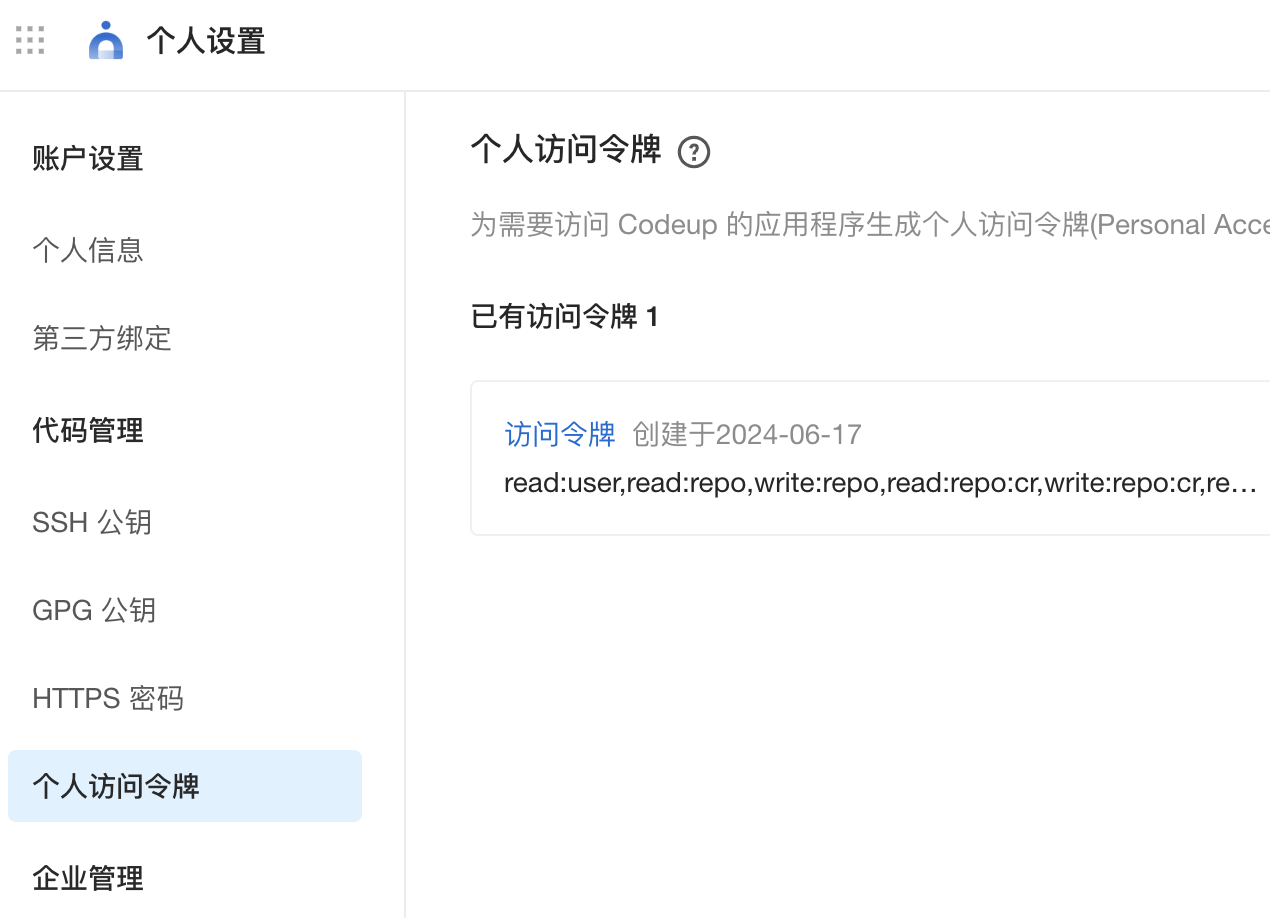 个人设置
账户设置
个人信息
第三方绑定
代码管理
SSH 公钥
GPG 公钥
HTTPS 密码
个人访问令牌
企业管理
个人访问令牌 ?
为需要访问 Codeup 的应用程序生成个人访问令牌(Personal Acce
已有访问令牌 1
访问令牌 创建于2024-06-17
read:user,read:repo,write:repo,read:repo:cr,write:repo:cr,re…